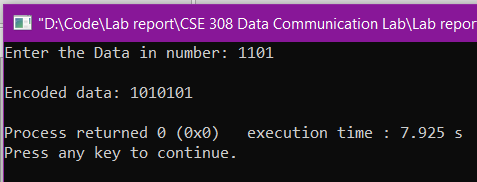 "D:\Code\Lab report\CSE 308 Data Communication Lab\Lab repor
Enter the Data in number: 1101
Encoded data: 1010101
Process returned 0 (0x0)   execution time : 7.925 s
Press any key to continue.